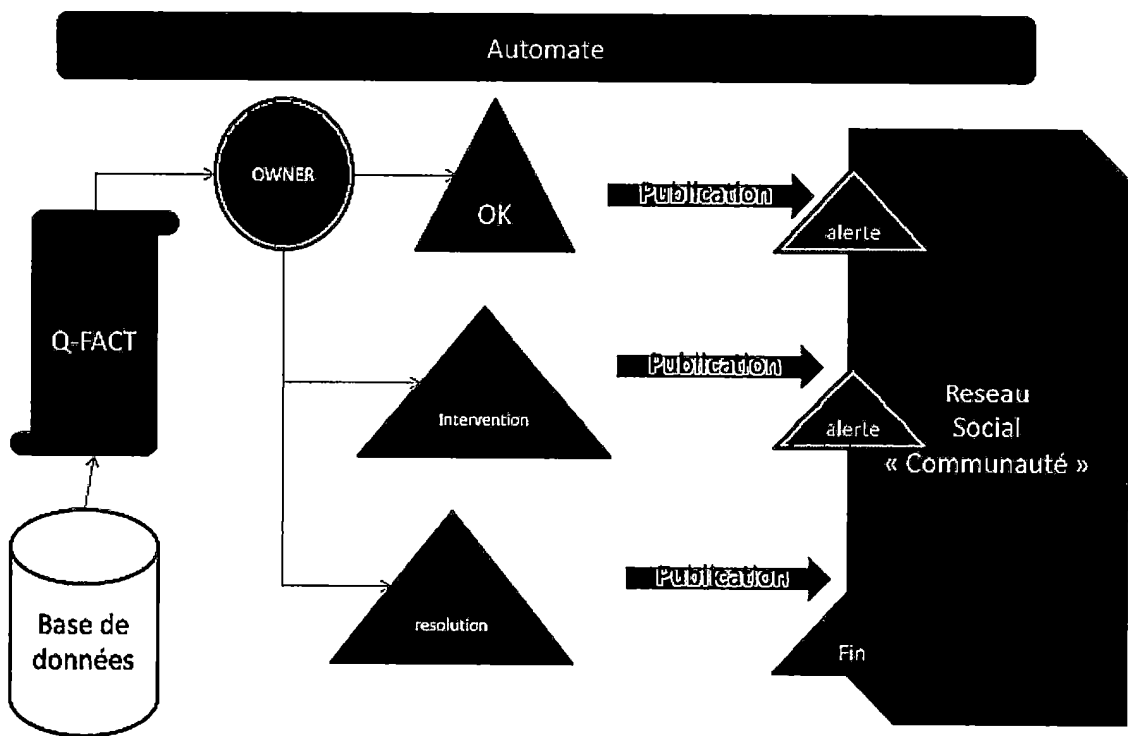 Automate
OWNER
OK
Publication
alerte
Q-FACT
Intervention
Publication
alerte
Reseau
Social
« Communauté »
Base de
données
resolution
Publication
Fin